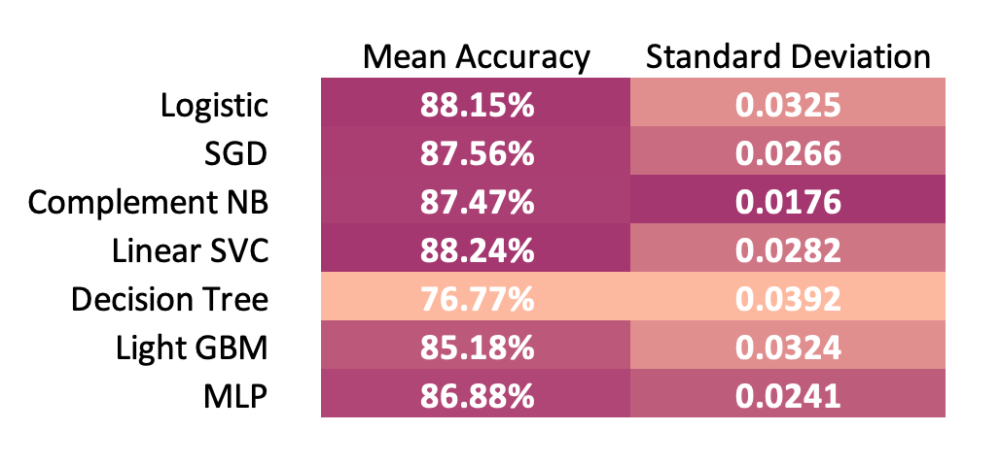 Mean Accuracy Standard Deviation
Logistic 88.15% 0.0325
SGD 87.56% 0.0266
Complement NB 87.47% 0.0176
Linear SVC 88.24% 0.0282
Decision Tree 76.77% 0.0392
Light GBM 85.18% 0.0324
MLP 86.88% 0.0241